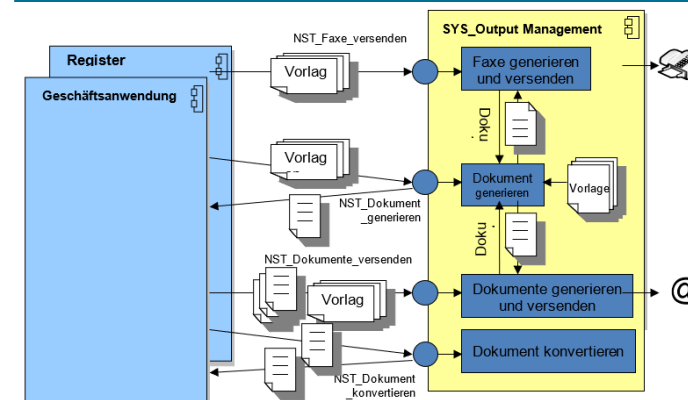 NST_Faxe_versenden
SYS_Output Management
Register
Geschäftsanwendung
Vorlag
Faxe generieren
und versenden
Doku
Vorlag
Dokument
generieren
Vorlage
NST_Dokument
_generieren
Doku
NST_Dokumente_versenden
Vorlag
Dokumente generieren
und versenden
@
Dokument konvertieren
NST_Dokument
_konvertieren